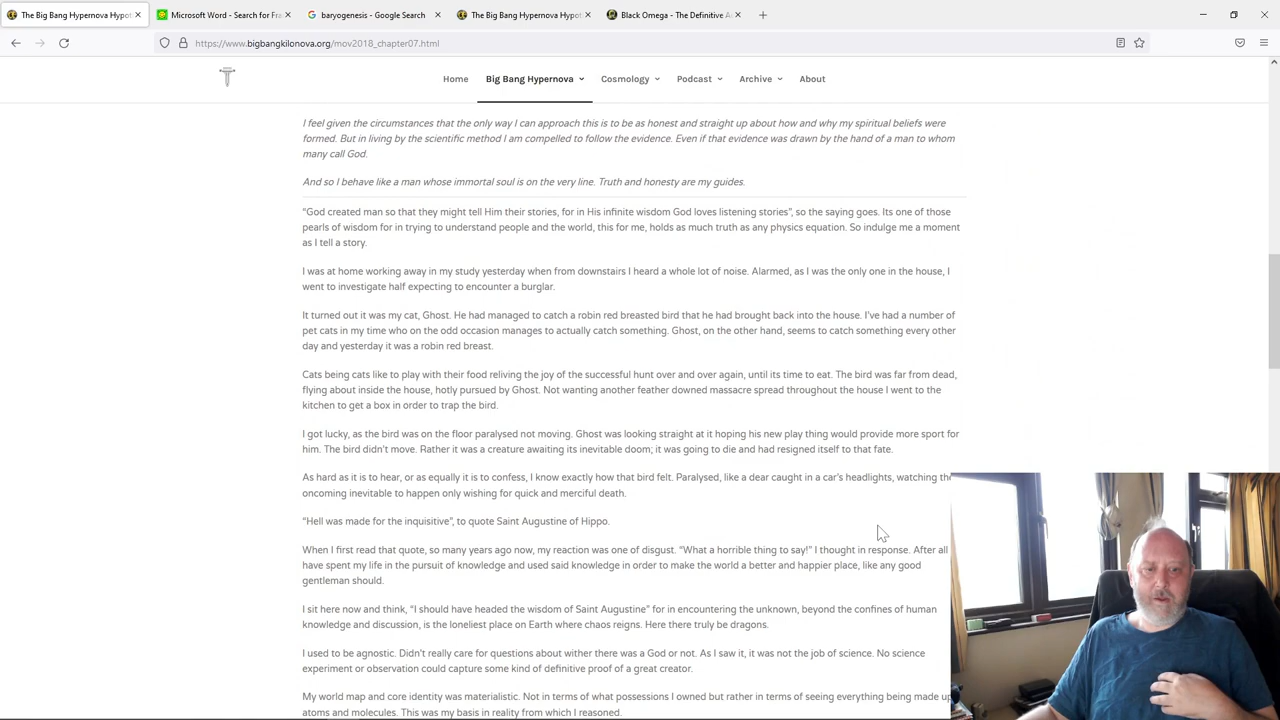 The Big Bang Hypernova Hypot
Microsoft Word - Search for Fra
baryogenesis - Google Search
The Big Bang Hypernova Hypot
Black Omega - The Definitive A
https://www.bigbangkilonova.org/mov2018_chapter07.html
Home Big Bang Hypernova Cosmology Podcast Archive About
I feel given the circumstances that the only way I can approach this is to be as honest and straight up about how and why my spiritual beliefs were
formed. But in living by the scientific method I am compelled to follow the evidence. Even if that evidence was drawn by the hand of a man to whom
many call God.
And so I behave like a man whose immortal soul is on the very line. Truth and honesty are my guides.
“God created man so that they might tell Him their stories, for in His infinite wisdom God loves listening stories”, so the saying goes. Its one of those
pearls of wisdom for in trying to understand people and the world, this for me, holds as much truth as any physics equation. So indulge me a moment
as I tell a story.
I was at home working away in my study yesterday when from downstairs I heard a whole lot of noise. Alarmed, as I was the only one in the house, I
went to investigate half expecting to encounter a burglar.
It turned out it was my cat, Ghost. He had managed to catch a robin red breasted bird that he had brought back into the house. I’ve had a number of
pet cats in my time who on the odd occasion manages to actually catch something. Ghost, on the other hand, seems to catch something every other
day and yesterday it was a robin red breast.
Cats being cats like to play with their food reliving the joy of the successful hunt over and over again, until its time to eat. The bird was far from dead,
flying about inside the house, hotly pursued by Ghost. Not wanting another feather downed massacre spread throughout the house I went to the
kitchen to get a box in order to trap the bird.
I got lucky, as the bird was on the floor paralysed not moving. Ghost was looking straight at it hoping his new play thing would provide more sport for
him. The bird didn’t move. Rather it was a creature awaiting its inevitable doom; it was going to die and had resigned itself to that fate.
As hard as it is to hear, or as equally it is to confess, I know exactly how that bird felt. Paralysed, like a dear caught in a car’s headlights, watching the
oncoming inevitable to happen only wishing for quick and merciful death.
“Hell was made for the inquisitive”, to quote Saint Augustine of Hippo.
When I first read that quote, so many years ago now, my reaction was one of disgust. “What a horrible thing to say!” I thought in response. After all
have spent my life in the pursuit of knowledge and used said knowledge in order to make the world a better and happier place, like any good
gentleman should.
I sit here now and think, “I should have headed the wisdom of Saint Augustine” for in encountering the unknown, beyond the confines of human
knowledge and discussion, is the loneliest place on Earth where chaos reigns. Here there truly be dragons.
I used to be agnostic. Didn’t really care for questions about wither there was a God or not. As I saw it, it was not the job of science. No science
experiment or observation could capture some kind of definitive proof of a great creator.
My world map and core identity was materialistic. Not in terms of what possessions I owned but rather in terms of seeing everything being made up
atoms and molecules. This was my basis in reality from which I reasoned.